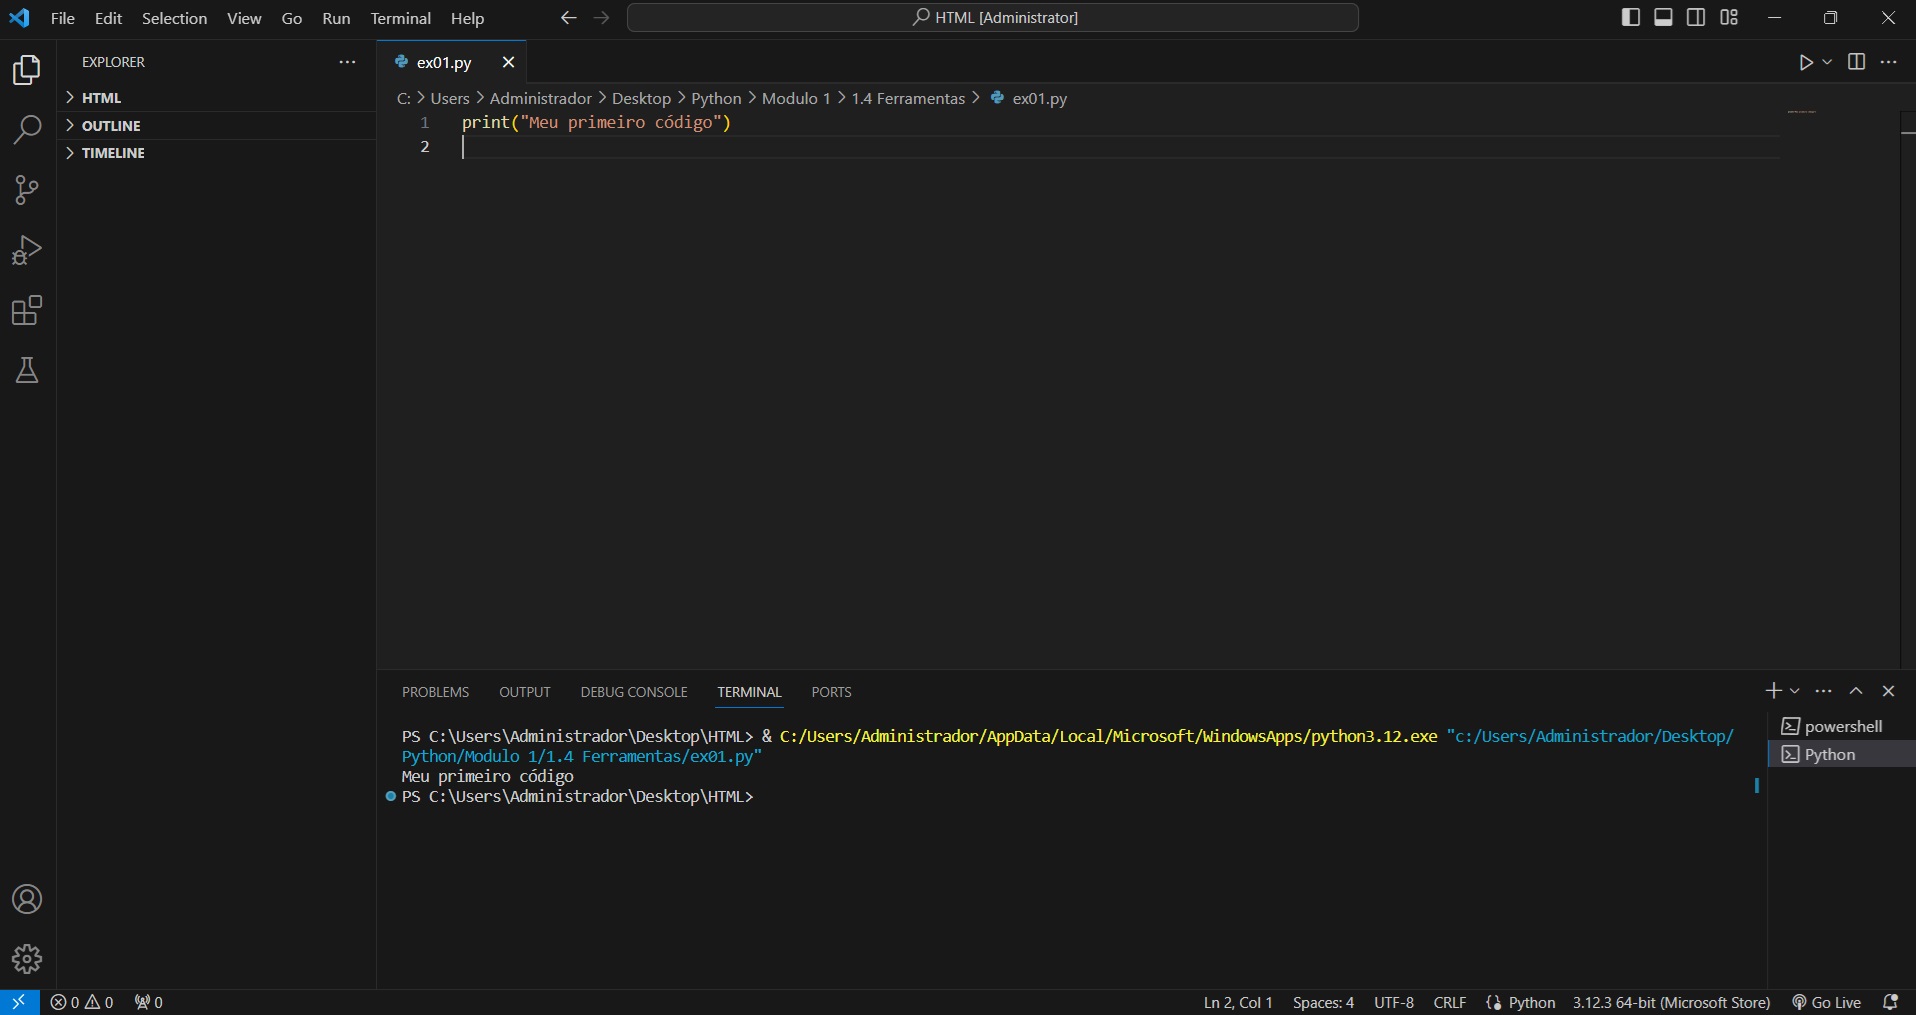 File Edit Selection View Go Run Terminal Help HTML [Administrator]
EXPLORER
HTML
OUTLINE
TIMELINE
ex01.py
C: > Users > Administrador > Desktop > Python > Modulo 1 > 1.4 Ferramentas > ex01.py
1 print("Meu primeiro código")
2
PROBLEMS OUTPUT DEBUG CONSOLE TERMINAL PORTS
PS C:\Users\Administrador\Desktop\HTML> & C:/Users/Administrador/AppData/Local/Microsoft/WindowsApps/python3.12.exe "c:/Users/Administrador/Desktop/
Python/Modulo 1/1.4 Ferramentas/ex01.py"
Meu primeiro código
PS C:\Users\Administrador\Desktop\HTML>
powershell
Python
0 0 0 Ln 2, Col 1 Spaces: 4 UTF-8 CRLF Python 3.12.3 64-bit (Microsoft Store) Go Live